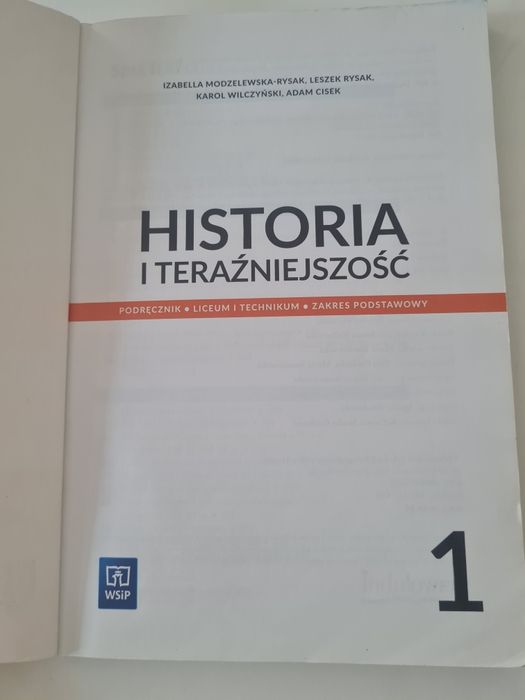 IZABELLA MODZELEWSKA-RYSAK, LESZEK RYSAK,
KAROL WILCZYŃSKI, ADAM CISEK
HISTORIA
I TERAŹNIEJSZOŚĆ
PODRĘCZNIK • LICEUM I TECHNIKUM • ZAKRES PODSTAWOWY
WSiP
1